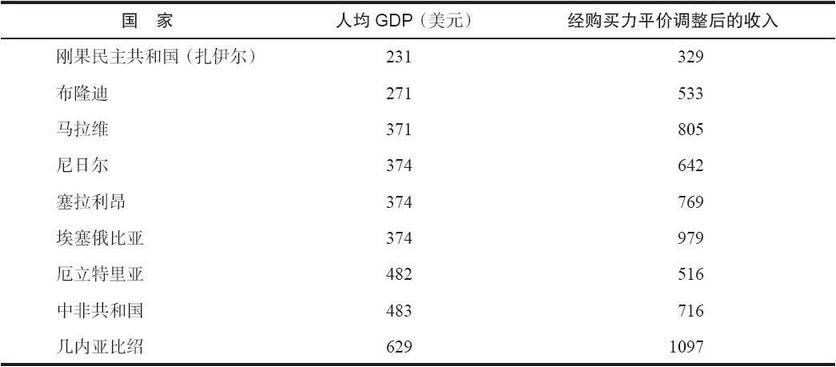 国 家 人均 GDP（美元） 经购买力平价调整后的收入
刚果民主共和国（扎伊尔） 231 329
布隆迪 271 533
马拉维 371 805
尼日尔 374 642
塞拉利昂 374 769
埃塞俄比亚 374 979
厄立特里亚 482 516
中非共和国 483 716
几内亚比绍 629 1097